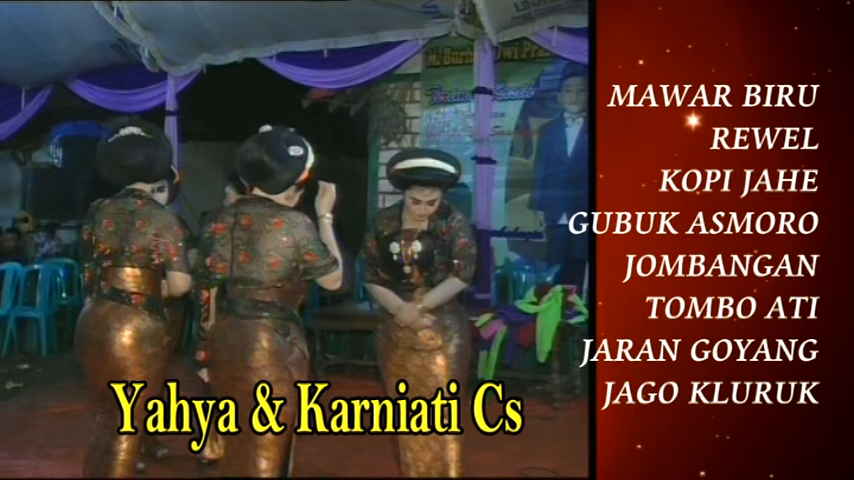 MAWAR BIRU
REWEL
KOPI JAHE
GUBUK ASMORO
JOMBANGAN
TOMBO ATI
JARAN GOYANG
JAGO KLURUK
Yahya & Karniati Cs